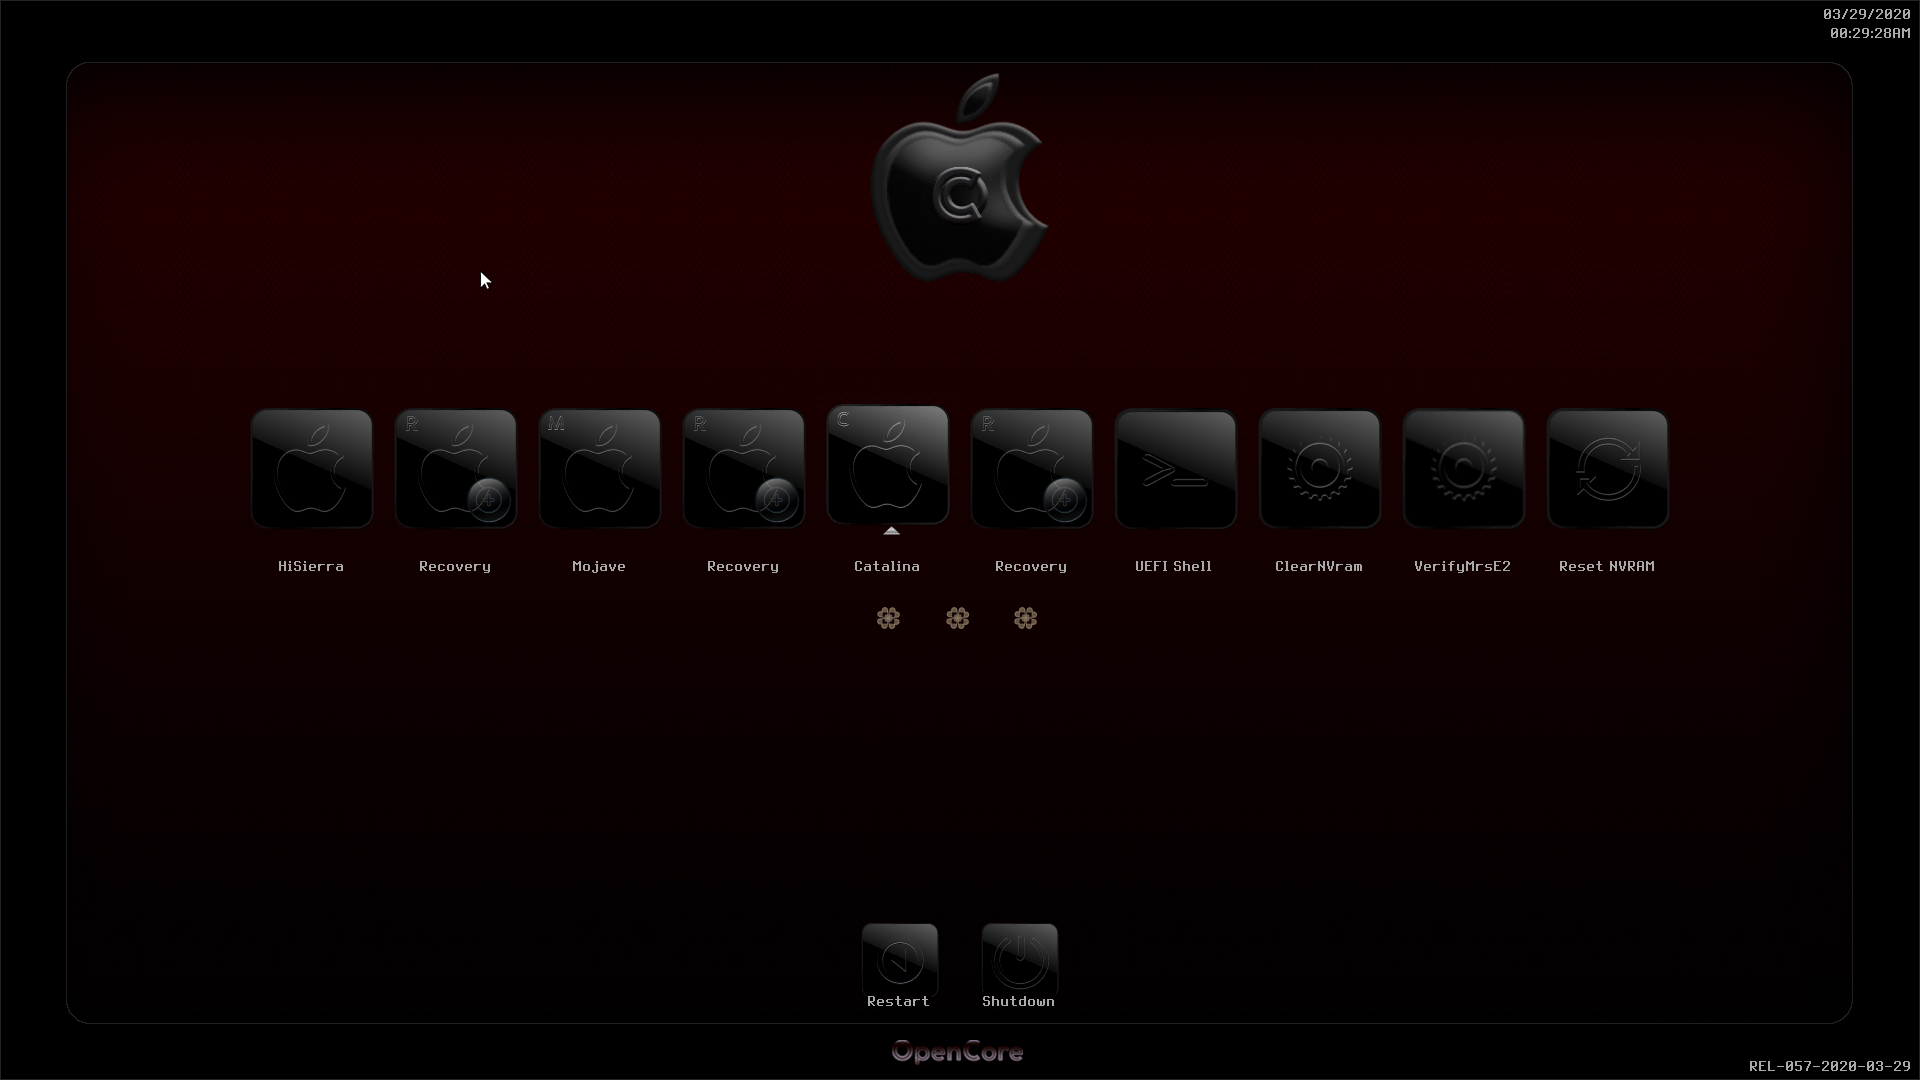 03/29/2020
00:29:28AM
R M R C R
HiSierra Recovery Mojave Recovery Catalina Recovery UEFI Shell ClearNVram VerifyMrsE2 Reset NVRAM
Restart Shutdown
OpenCore
REL-057-2020-03-29